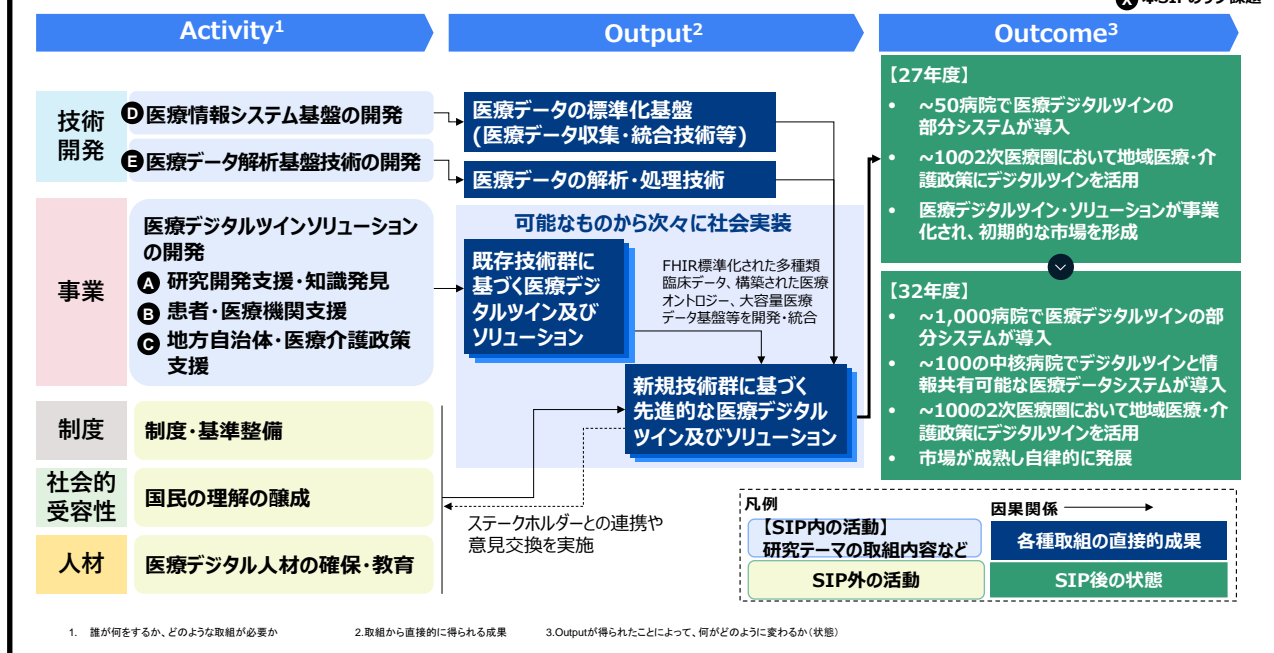 Activity1
Output2
Outcome3
技術
開発
D 医療情報システム基盤の開発
E 医療データ解析基盤技術の開発
医療データの標準化基盤
(医療データ収集・統合技術等)
医療データの解析・処理技術
事業
医療デジタルツインソリューション
の開発
A 研究開発支援・知識発見
B 患者・医療機関支援
C 地方自治体・医療介護政策
支援
可能なものから次々に社会実装
既存技術群に
基づく医療デジ
タルツイン及び
ソリューション
FHIR標準化された多種類
臨床データ、構築された医療
オントロジー、大容量医療
データ基盤等を開発・統合
新規技術群に基づく
先進的な医療デジタル
ツイン及びソリューション
制度
制度・基準整備
社会的
受容性
国民の理解の醸成
人材
医療デジタル人材の確保・教育
ステークホルダーとの連携や
意見交換を実施
【27年度】
• ~50病院で医療デジタルツインの
部分システムが導入
• ~10の2次医療圏において地域医療・介
護政策にデジタルツインを活用
• 医療デジタルツイン・ソリューションが事業
化され、初期的な市場を形成
【32年度】
• ~1,000病院で医療デジタルツインの部
分システムが導入
• ~100の中核病院でデジタルツインと情
報共有可能な医療データシステムが導入
• ~100の2次医療圏において地域医療・介
護政策にデジタルツインを活用
• 市場が成熟し自律的に発展
凡例
因果関係
【SIP内の活動】
研究テーマの取組内容など
各種取組の直接的成果
SIP外の活動
SIP後の状態
1. 誰が何をするか、どのような取組が必要か
2.取組から直接的に得られる成果
3.Outputが得られたことによって、何がどのように変わるか(状態)